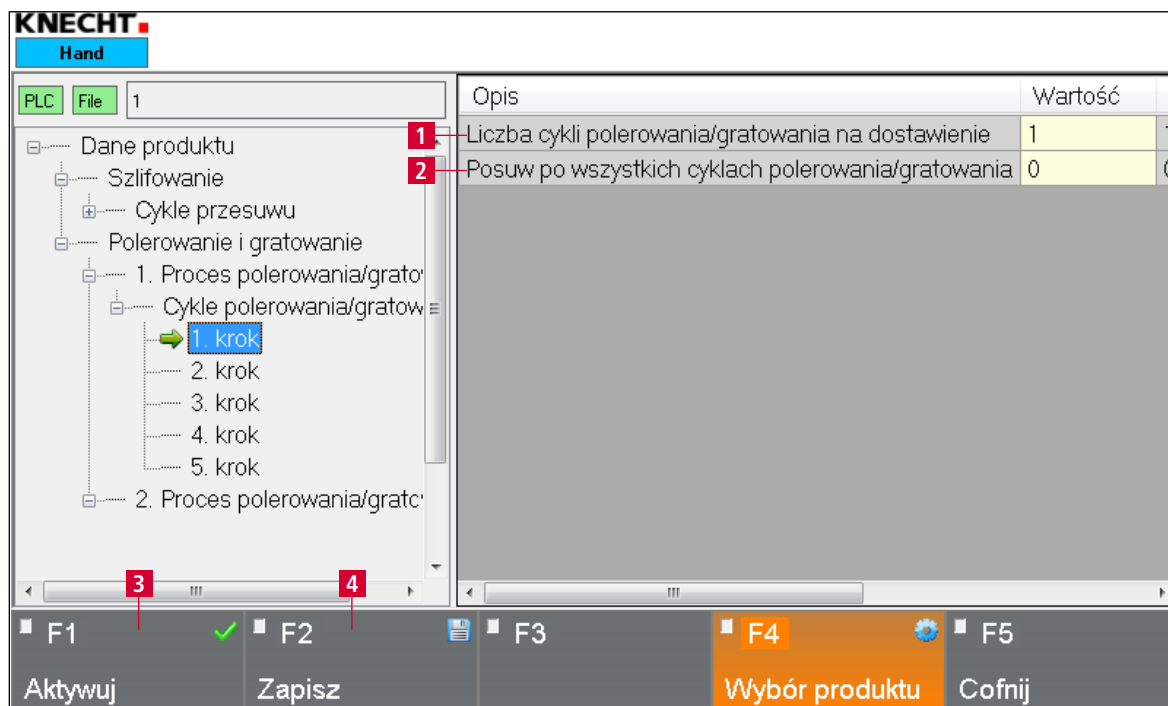 KNECHT
Hand
PLC File 1
Dane produktu
Szlifowanie
Cykle przesuwu
Polerowanie i gratowanie
1. Proces polerowania/grato
Cykle polerowania/gratow
1. krok
2. krok
3. krok
4. krok
5. krok
2. Proces polerowania/gratc
Opis Wartość
1 Liczba cykli polerowania/gratowania na dostawienie 1
2 Posuw po wszystkich cyklach polerowania/gratowania 0
3 4
F1 F2 F3 F4 F5
Aktywuj Zapisz Wybór produktu Cofnij